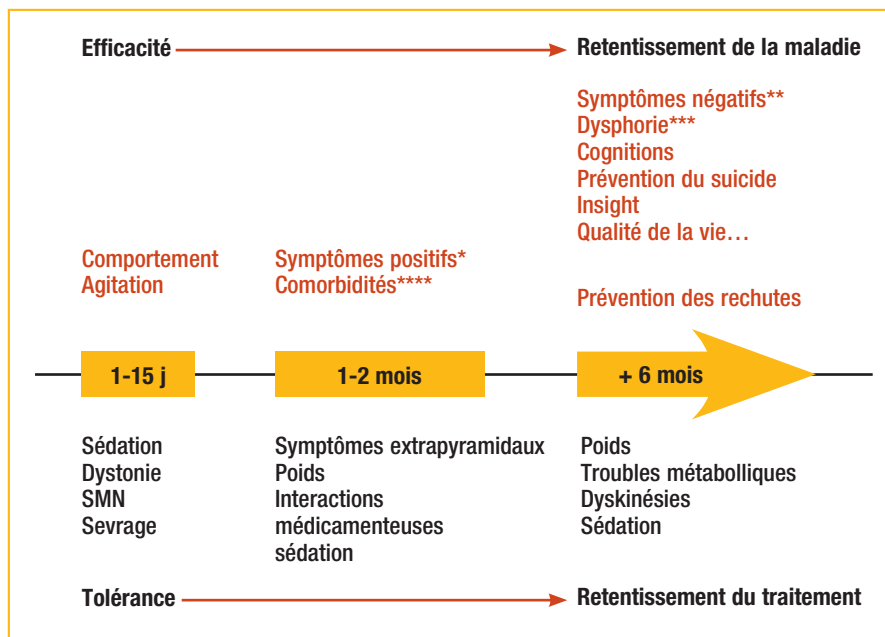 Efficacité
Retentissement de la maladie
Symptômes négatifs**
Dysphorie***
Cognitions
Prévention du suicide
Insight
Qualité de la vie…
Comportement
Agitation
Symptômes positifs*
Comorbidités****
Prévention des rechutes
1-15 j
1-2 mois
+ 6 mois
Sédation
Dystonie
SMN
Sevrage
Symptômes extrapyramidaux
Poids
Interactions
médicamenteuses
sédation
Poids
Troubles métabolliques
Dyskinésies
Sédation
Tolérance
Retentissement du traitement